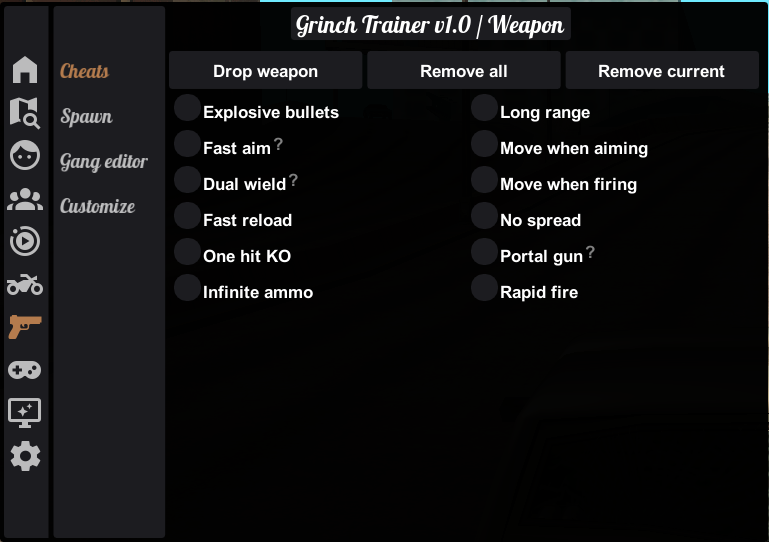 Grinch Trainer v1.0 / Weapon
Cheats
Spawn
Gang editor
Customize
Drop weapon
Remove all
Remove current
Explosive bullets
Fast aim ?
Dual wield ?
Fast reload
One hit KO
Infinite ammo
Long range
Move when aiming
Move when firing
No spread
Portal gun ?
Rapid fire